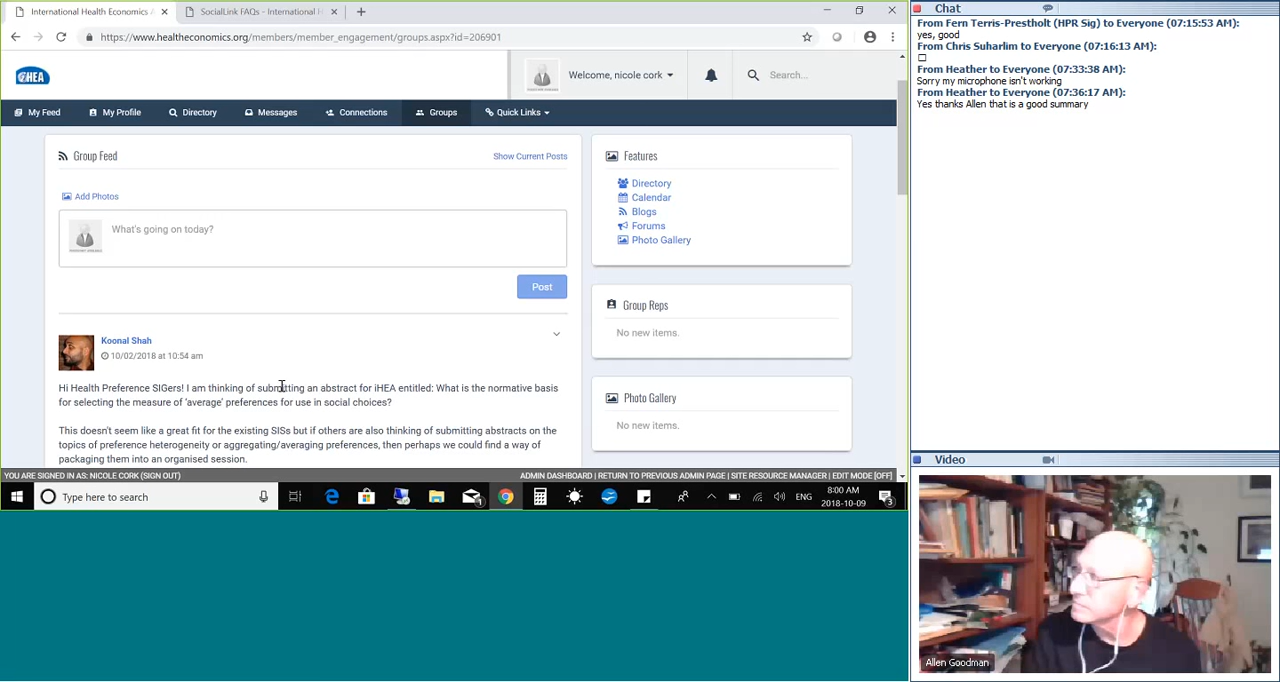 International Health Economics A
SocialLink FAQs - International H
https://www.healtheconomics.org/members/member_engagement/groups.aspx?id=206901
iHEA
Welcome, nicole cork
Search...
My Feed
My Profile
Directory
Messages
Connections
Groups
Quick Links
Group Feed
Show Current Posts
Add Photos
What's going on today?
Post
Koonal Shah
10/02/2018 at 10:54 am
Hi Health Preference SIGers! I am thinking of submitting an abstract for iHEA entitled: What is the normative basis
for selecting the measure of 'average' preferences for use in social choices?
This doesn't seem like a great fit for the existing SISs but if others are also thinking of submitting abstracts on the
topics of preference heterogeneity or aggregating/averaging preferences, then perhaps we could find a way of
packaging them into an organised session.
Features
Directory
Calendar
Blogs
Forums
Photo Gallery
Group Reps
No new items.
Photo Gallery
No new items.
YOU ARE SIGNED IN AS: NICOLE CORK (SIGN OUT)
ADMIN DASHBOARD | RETURN TO PREVIOUS ADMIN PAGE | SITE RESOURCE MANAGER | EDIT MODE [OFF]
Type here to search
1
ENG
8:00 AM
2018-10-09
3
Chat
From Fern Terris-Prestholt (HPR Sig) to Everyone (07:15:53 AM):
yes, good
From Chris Suharlim to Everyone (07:16:13 AM):
From Heather to Everyone (07:33:38 AM):
Sorry my microphone isn't working
From Heather to Everyone (07:36:17 AM):
Yes thanks Allen that is a good summary
Video
Allen Goodman